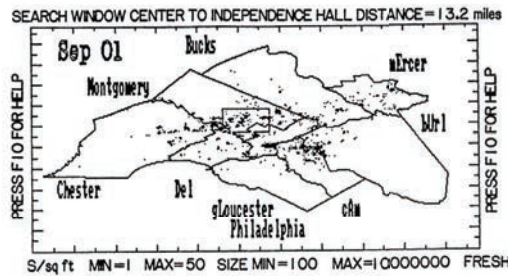 SEARCH WINDOW CENTER TO INDEPENDENCE HALL DISTANCE=13.2 miles
Sep 01
Bucks
mErcer
Montgomery
bUrl
PRESS F10 FOR HELP
PRESS F10 FOR HELP
Chester
Del
gLoucester
cAm
Philadelphia
S/sq ft MIN=1 MAX=50 SIZE MIN=100 MAX=10000000 FRESH